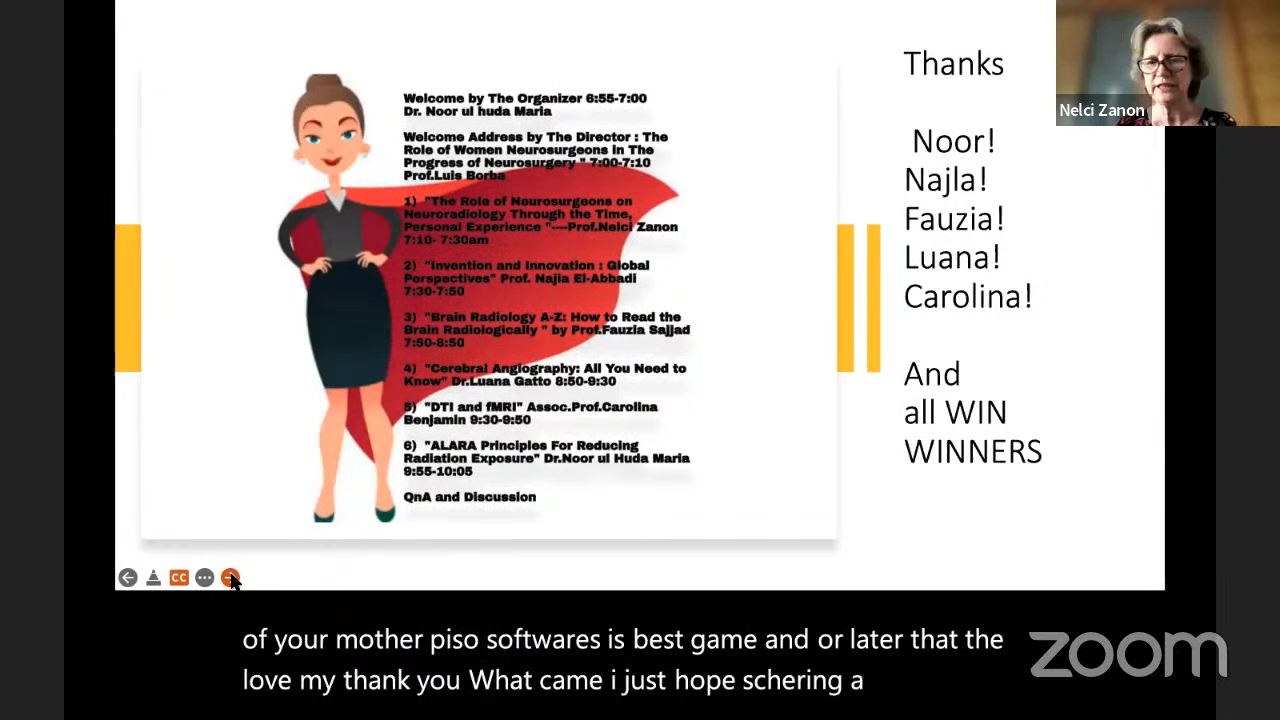 Welcome by The Organizer 6:55-7:00
Dr. Noor ul huda Maria
Welcome Address by The Director : The
Role of Women Neurosurgeons in The
Progress of Neurosurgery " 7:00-7:10
Prof.Luis Borba
1) "The Role of Neurosurgeons on
Neuroradiology Through the Time,
Personal Experience "----Prof.Nelci Zanon
7:10- 7:30am
2) "Invention and Innovation : Global
Perspectives" Prof. Najia El-Abbadi
7:30-7:50
3) "Brain Radiology A-Z: How to Read the
Brain Radiologically " by Prof.Fauzia Sajjad
7:50-8:50
4) "Cerebral Angiography: All You Need to
Know" Dr.Luana Gatto 8:50-9:30
5) "DTI and fMRI" Assoc.Prof.Carolina
Benjamin 9:30-9:50
6) "ALARA Principles For Reducing
Radiation Exposure" Dr.Noor ul Huda Maria
9:55-10:05
QnA and Discussion
Thanks
Noor!
Najla!
Fauzia!
Luana!
Carolina!
And
all WIN
WINNERS
Nelci Zanon
CC
of your mother piso softwares is best game and or later that the
love my thank you What came i just hope schering a
zoom